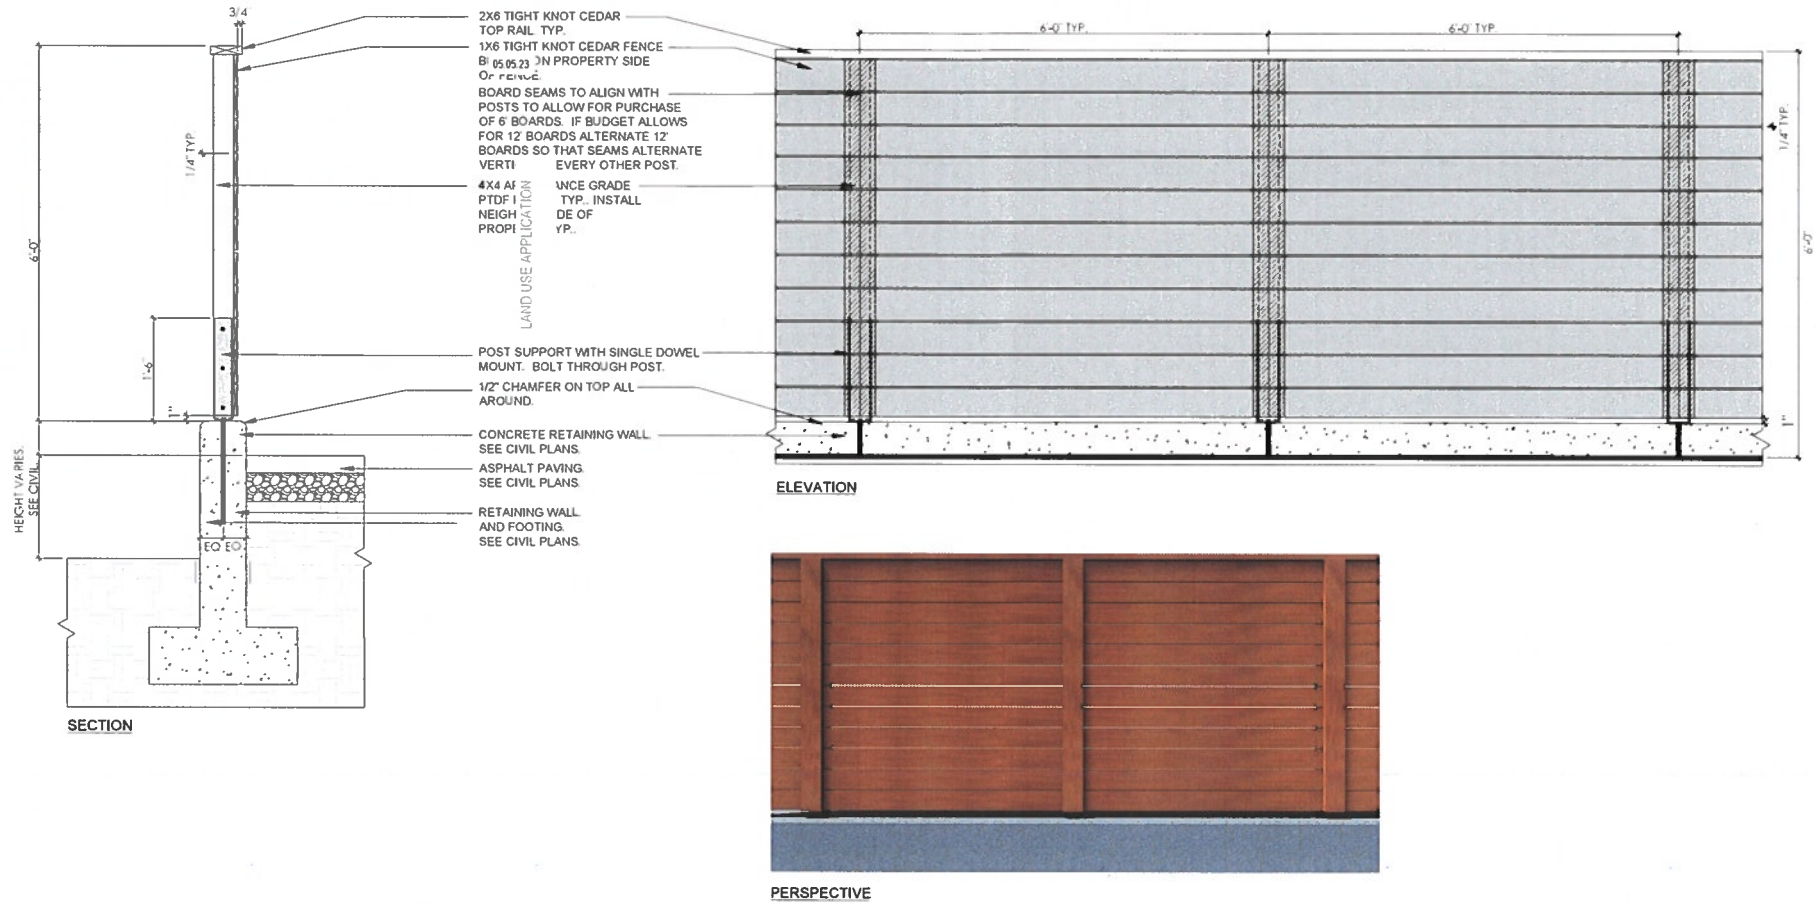 3/4"
2X6 TIGHT KNOT CEDAR
TOP RAIL TYP.
1X6 TIGHT KNOT CEDAR FENCE
05.05.23 ON PROPERTY SIDE
OF FENCE.
BOARD SEAMS TO ALIGN WITH
POSTS TO ALLOW FOR PURCHASE
OF 6' BOARDS. IF BUDGET ALLOWS
FOR 12' BOARDS ALTERNATE 12'
BOARDS SO THAT SEAMS ALTERNATE
EVERY OTHER POST.
4X4 GRADE
PTDF TYP.. INSTALL
OF
LAND USE APPLICATION
POST SUPPORT WITH SINGLE DOWEL
MOUNT. BOLT THROUGH POST.
1/2" CHAMFER ON TOP ALL
AROUND.
CONCRETE RETAINING WALL.
SEE CIVIL PLANS.
ASPHALT PAVING.
SEE CIVIL PLANS.
RETAINING WALL
AND FOOTING.
SEE CIVIL PLANS.
1/4" TYP.
6'-0"
1'-6"
1"
HEIGHT VARIES.
SEE CIVIL.
EQ EQ
SECTION
6'-0" TYP.
6'-0" TYP.
1/4" TYP.
6'-0"
1"
ELEVATION
PERSPECTIVE